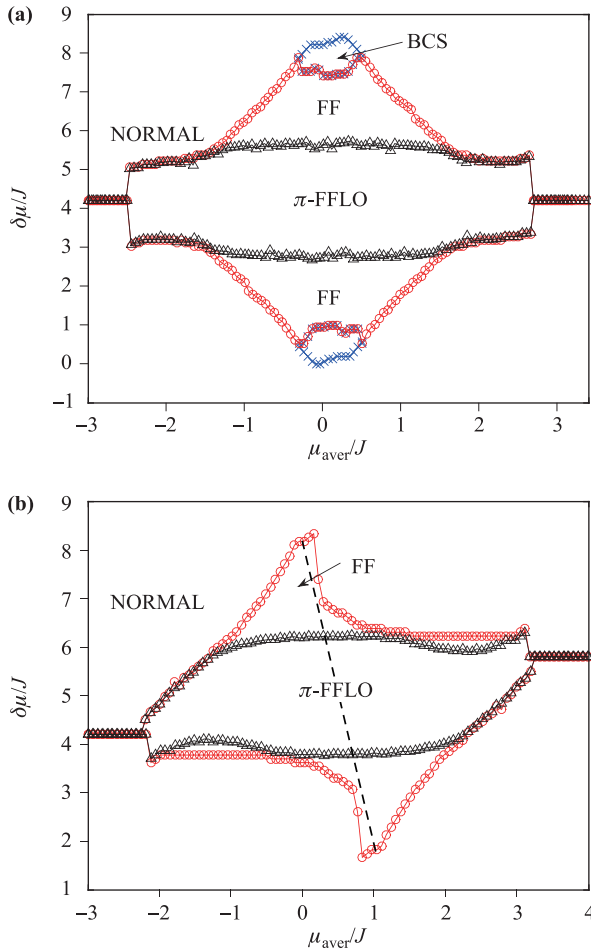 (a)
9
8
7
6
5
4
3
2
1
0
−1
δμ/J
BCS
FF
NORMAL
π-FFLO
FF
−3 −2 −1 0 1 2 3
μaver/J
(b)
9
8
7
6
5
4
3
2
1
δμ/J
FF
NORMAL
π-FFLO
−3 −2 −1 0 1 2 3 4
μaver/J